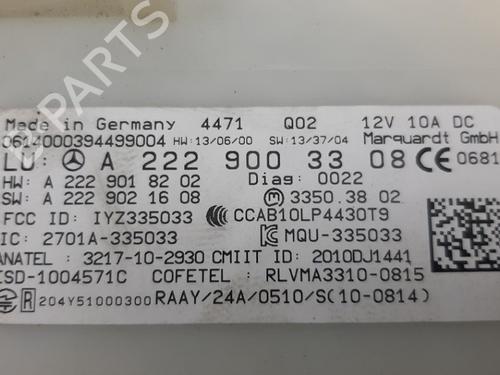 Made in Germany 4471 Q02 12V 10A DC
0614000394499004 HW:13/06/00 SW:13/37/04 Marquardt GmbH
LU: A 222 900 33 08 CE 0681
HW: A 222 901 82 02 Diag: 0022
SW: A 222 902 16 08 3350.38 02
FCC ID: IYZ335033 CCAB10LP4430T9
IC: 2701A-335033 MQU-335033
ANATEL: 3217-10-2930 CMIIT ID: 2010DJ1441
ESD-1004571C COFETEL: RLVMA3310-0815
R 204Y51000300 RAAY/24A/0510/S(10-0814)